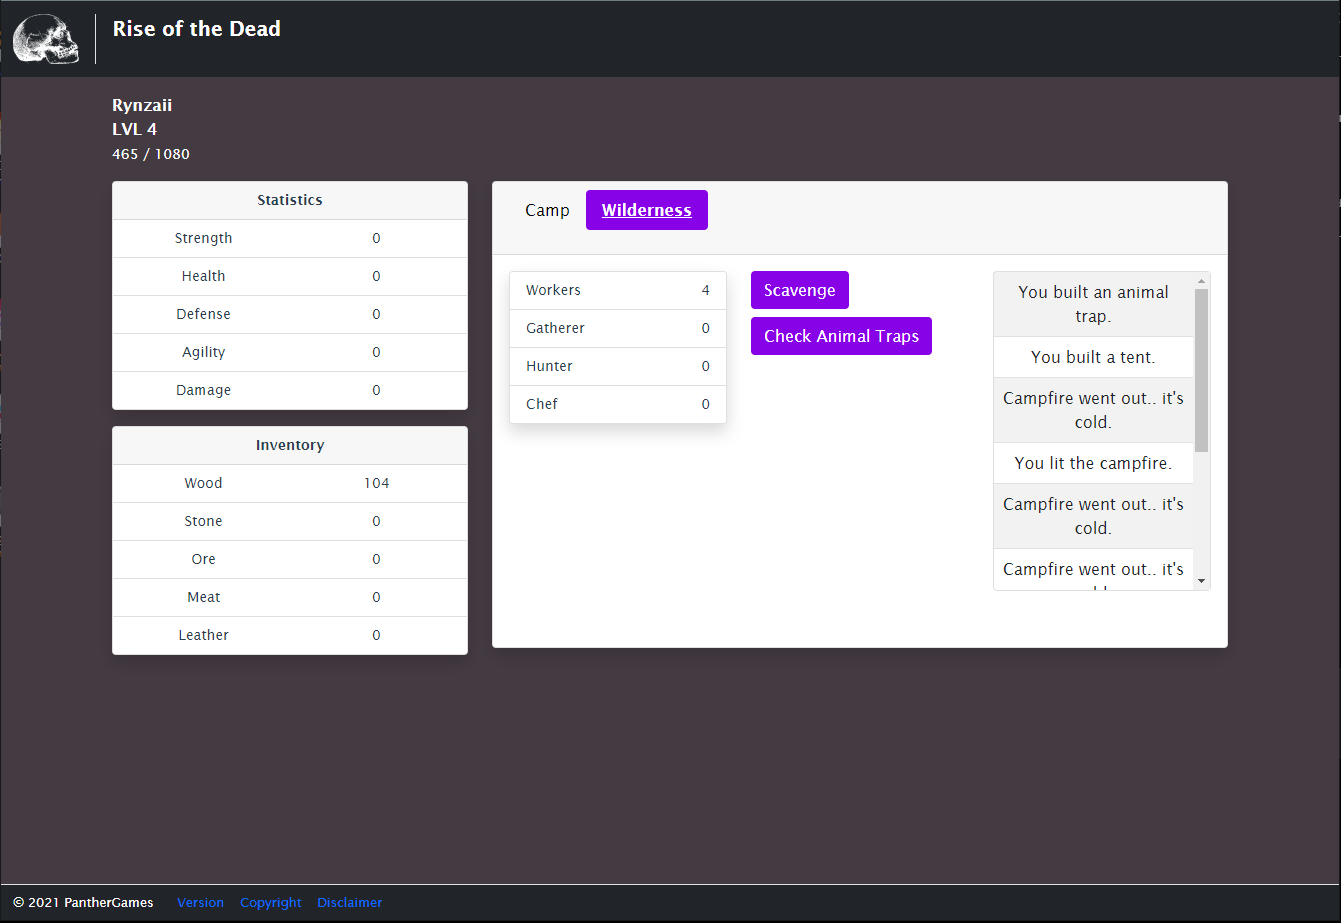 Rise of the Dead
Rynzaii
LVL 4
465 / 1080
Statistics
Strength 0
Health 0
Defense 0
Agility 0
Damage 0
Inventory
Wood 104
Stone 0
Ore 0
Meat 0
Leather 0
Camp Wilderness
Workers 4
Gatherer 0
Hunter 0
Chef 0
Scavenge
Check Animal Traps
You built an animal
trap.
You built a tent.
Campfire went out.. it's
cold.
You lit the campfire.
Campfire went out.. it's
cold.
Campfire went out.. it's
© 2021 PantherGames Version Copyright Disclaimer